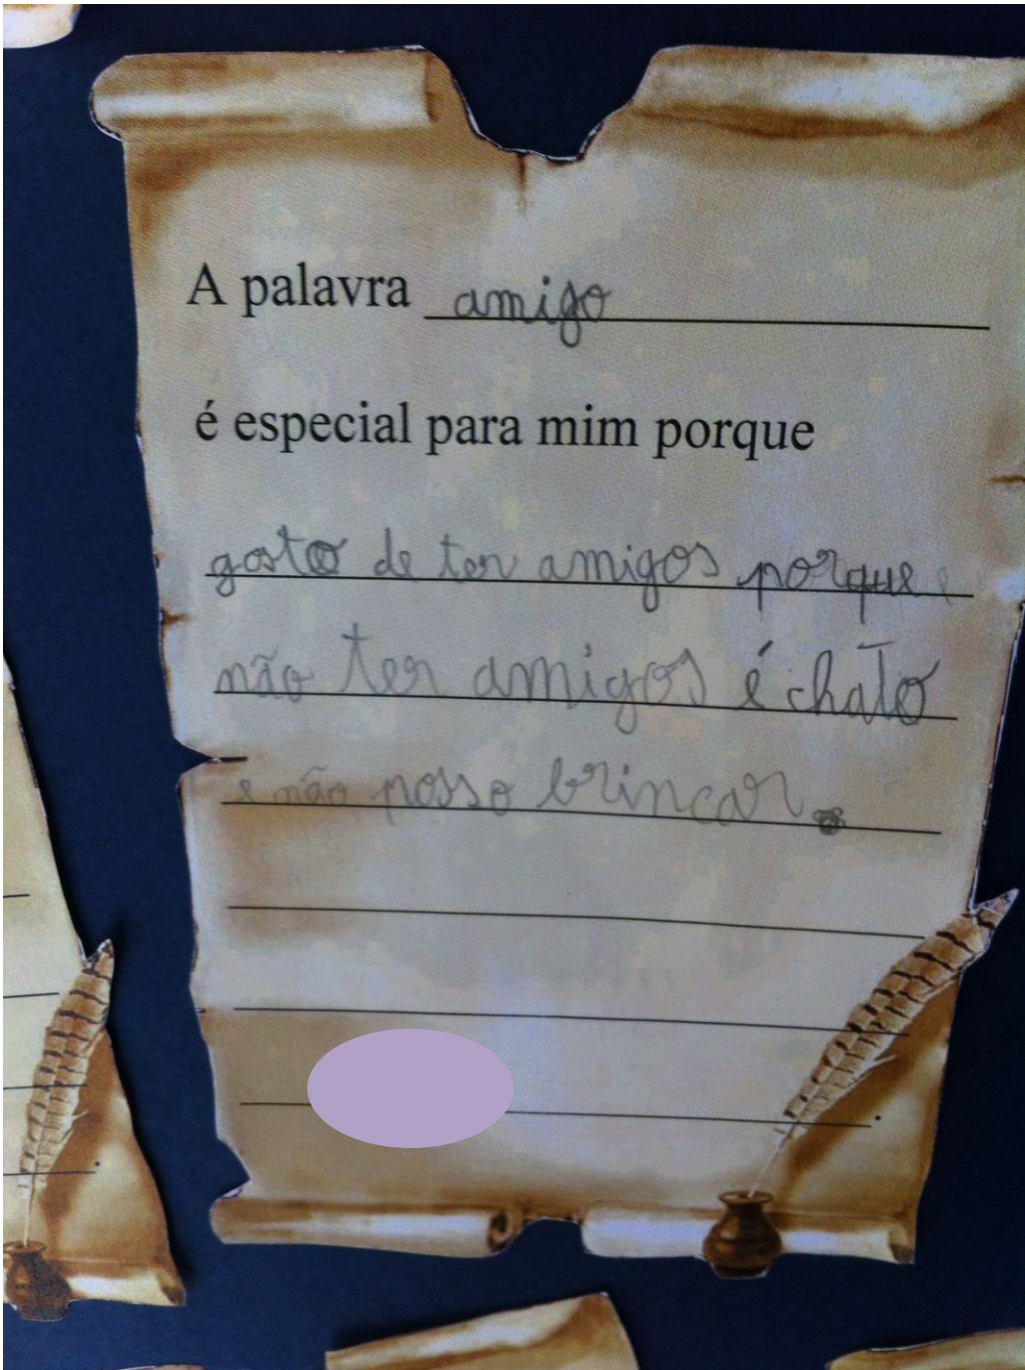 A palavra amigo
é especial para mim porque
gosto de ter amigos porque
não ter amigos é chato
e não posso brincar.
.